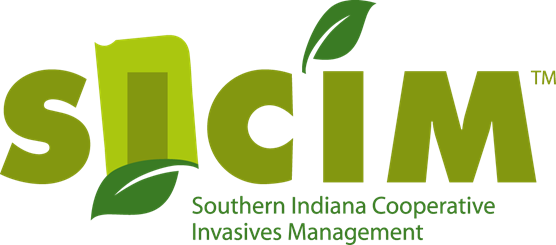 SICIM™
Southern Indiana Cooperative
Invasives Management